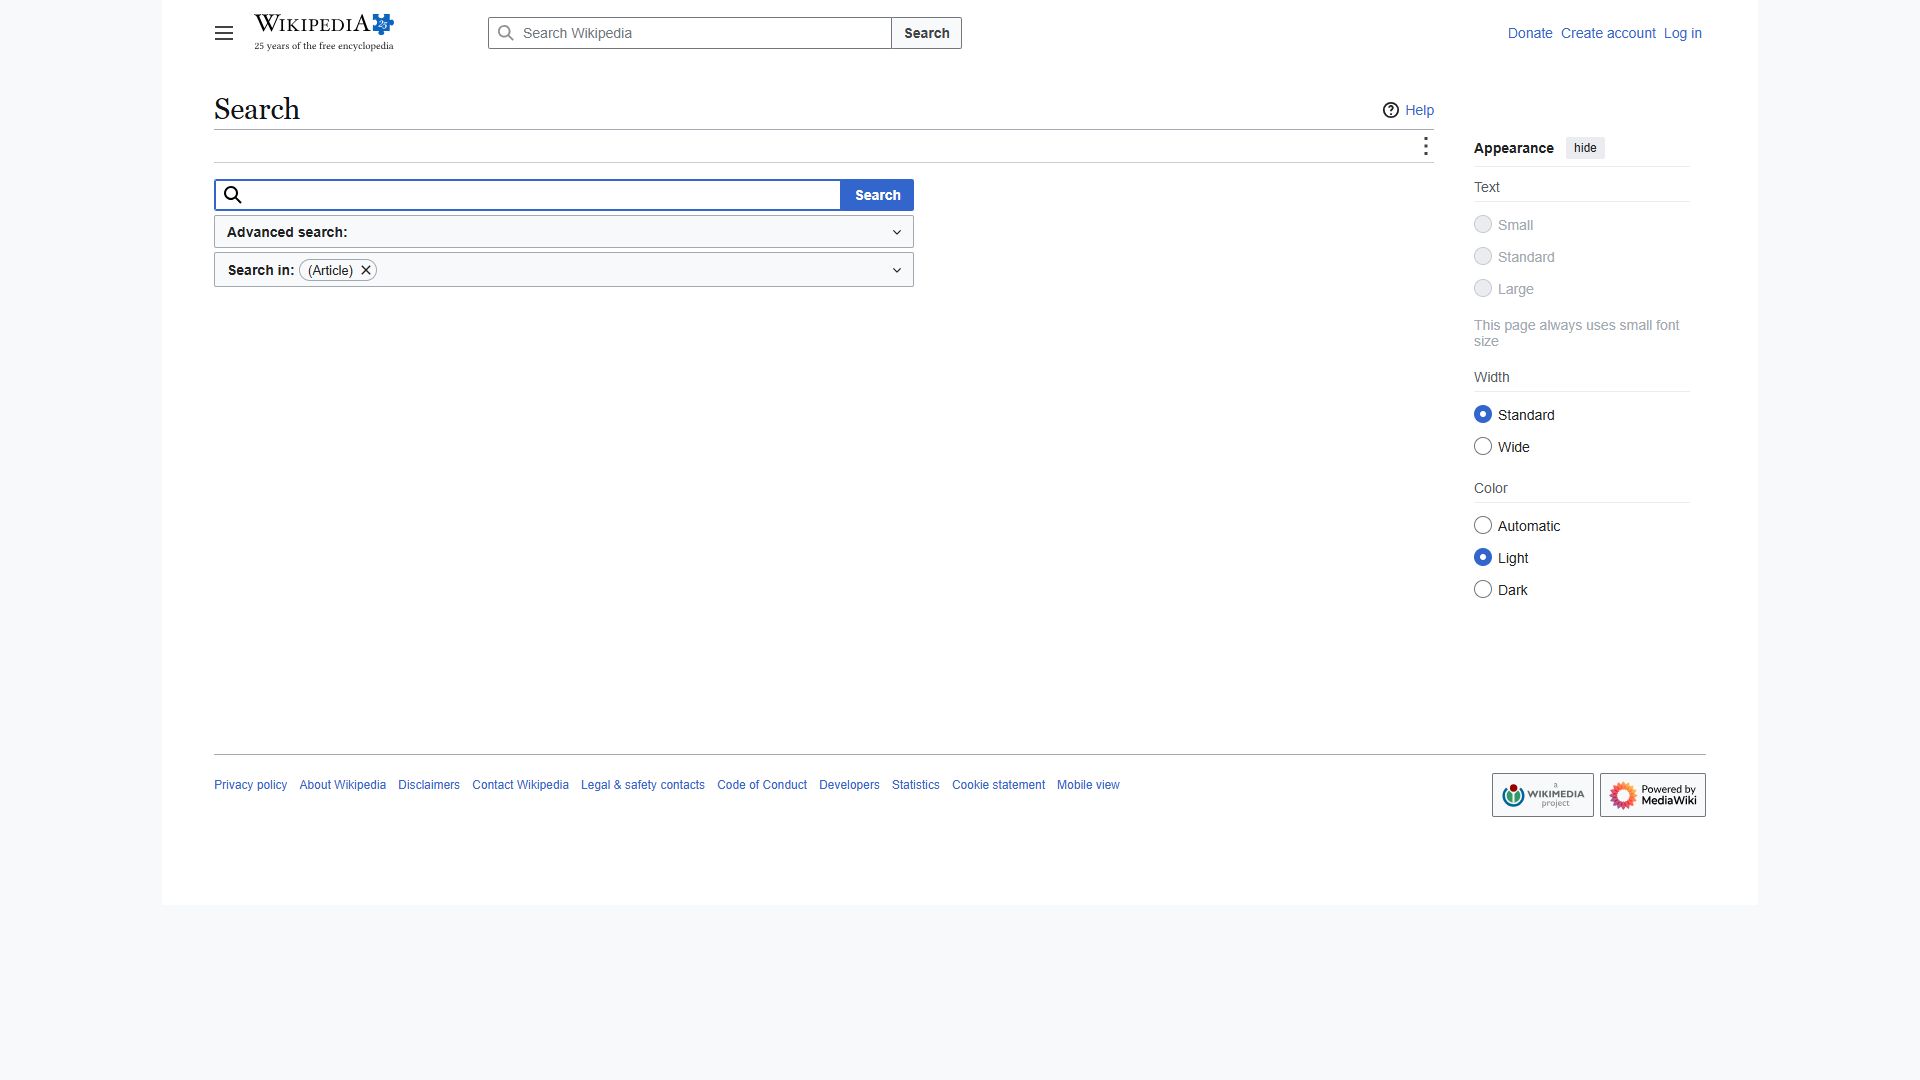 WIKIPEDIA 25
25 years of the free encyclopedia
Search Wikipedia
Search
Donate Create account Log in
Search
Help
Search
Advanced search:
Search in: (Article)
Appearance hide
Text
Small
Standard
Large
This page always uses small font
size
Width
Standard
Wide
Color
Automatic
Light
Dark
Privacy policy About Wikipedia Disclaimers Contact Wikipedia Legal & safety contacts Code of Conduct Developers Statistics Cookie statement Mobile view
a
WIKIMEDIA
project
Powered by
MediaWiki